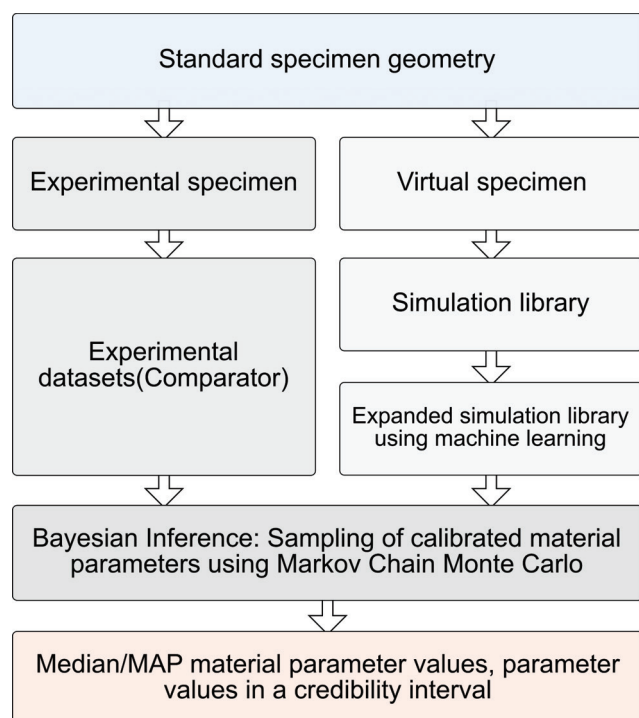 Standard specimen geometry
Experimental specimen
Virtual specimen
Experimental
datasets(Comparator)
Simulation library
Expanded simulation library
using machine learning
Bayesian Inference: Sampling of calibrated material
parameters using Markov Chain Monte Carlo
Median/MAP material parameter values, parameter
values in a credibility interval